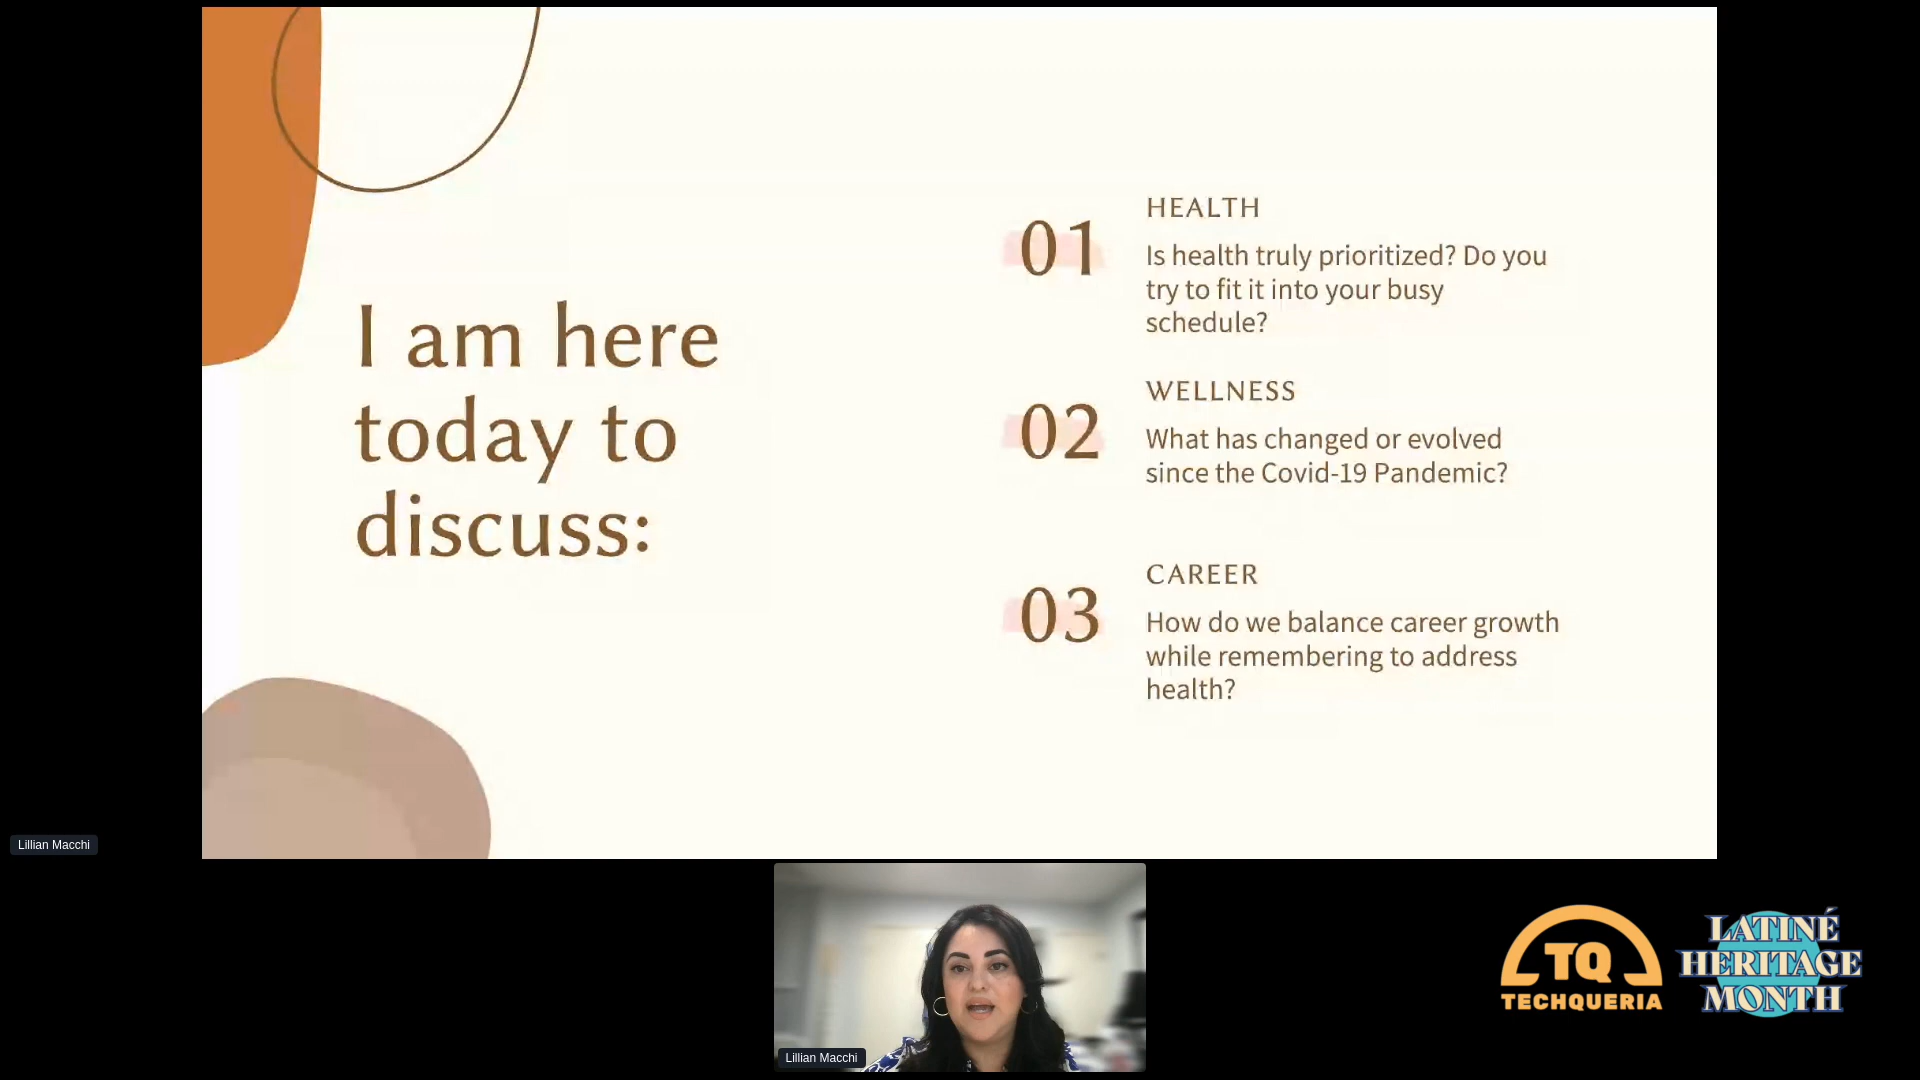 I am here
today to
discuss:
01
HEALTH
Is health truly prioritized? Do you
try to fit it into your busy
schedule?
02
WELLNESS
What has changed or evolved
since the Covid-19 Pandemic?
03
CAREER
How do we balance career growth
while remembering to address
health?
Lillian Macchi
Lillian Macchi
TQ
TECHQUERIA
LATINÉ
HERITAGE
MONTH